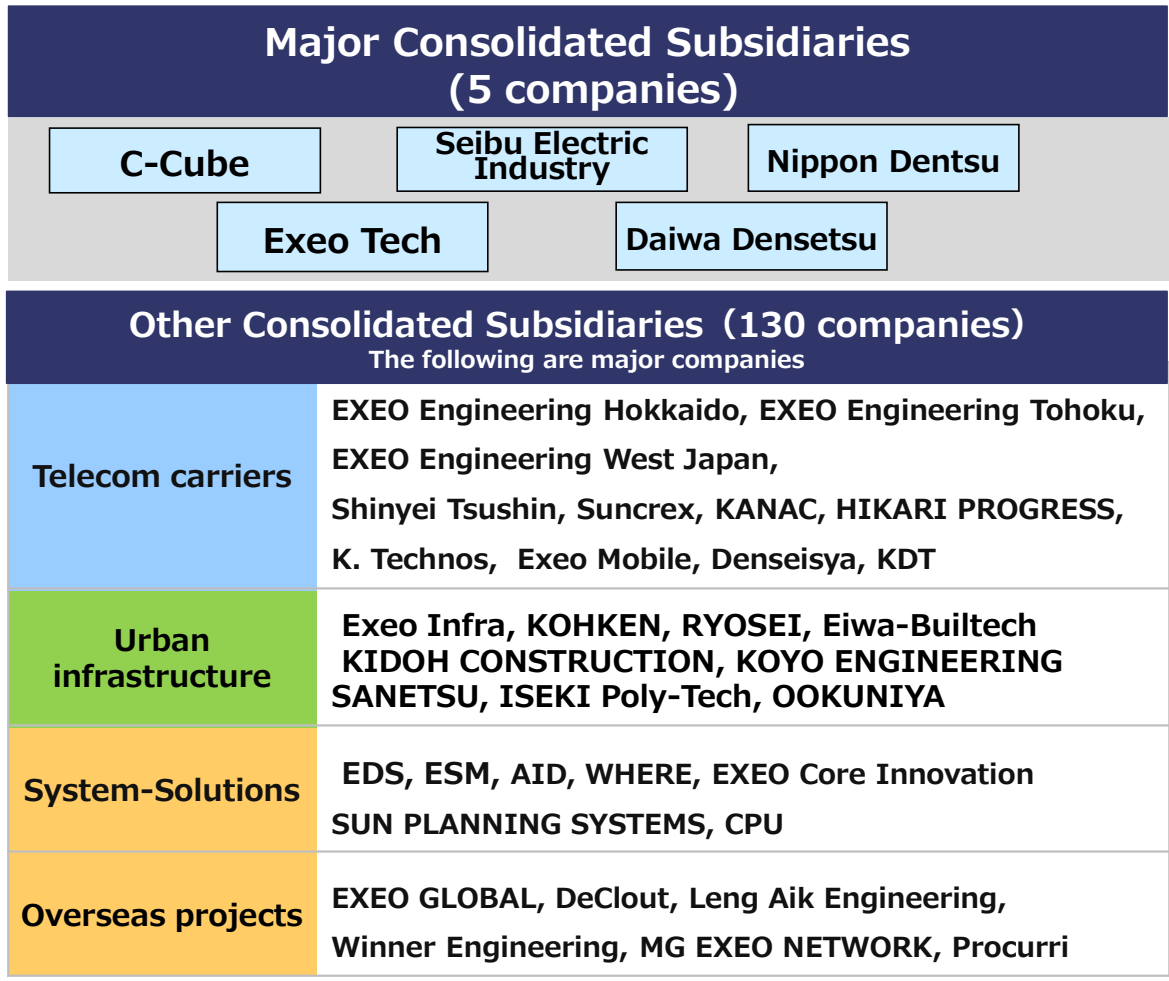 Major Consolidated Subsidiaries
(5 companies)
C-Cube
Seibu Electric
Industry
Nippon Dentsu
Exeo Tech
Daiwa Densetsu
Other Consolidated Subsidiaries（130 companies）
The following are major companies
Telecom carriers
EXEO Engineering Hokkaido, EXEO Engineering Tohoku,
EXEO Engineering West Japan,
Shinyei Tsushin, Suncrex, KANAC, HIKARI PROGRESS,
K. Technos, Exeo Mobile, Denseisya, KDT
Urban
infrastructure
Exeo Infra, KOHKEN, RYOSEI, Eiwa-Builtech
KIDOH CONSTRUCTION, KOYO ENGINEERING
SANETSU, ISEKI Poly-Tech, OOKUNIYA
System-Solutions
EDS, ESM, AID, WHERE, EXEO Core Innovation
SUN PLANNING SYSTEMS, CPU
Overseas projects
EXEO GLOBAL, DeClout, Leng Aik Engineering,
Winner Engineering, MG EXEO NETWORK, Procurri